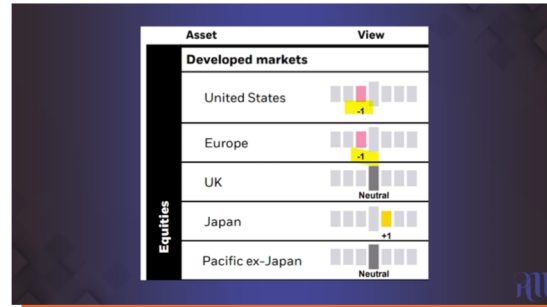 Asset View
Developed markets
United States
-1
Europe
-1
UK
Neutral
Japan
+1
Pacific ex-Japan
Neutral
Equities